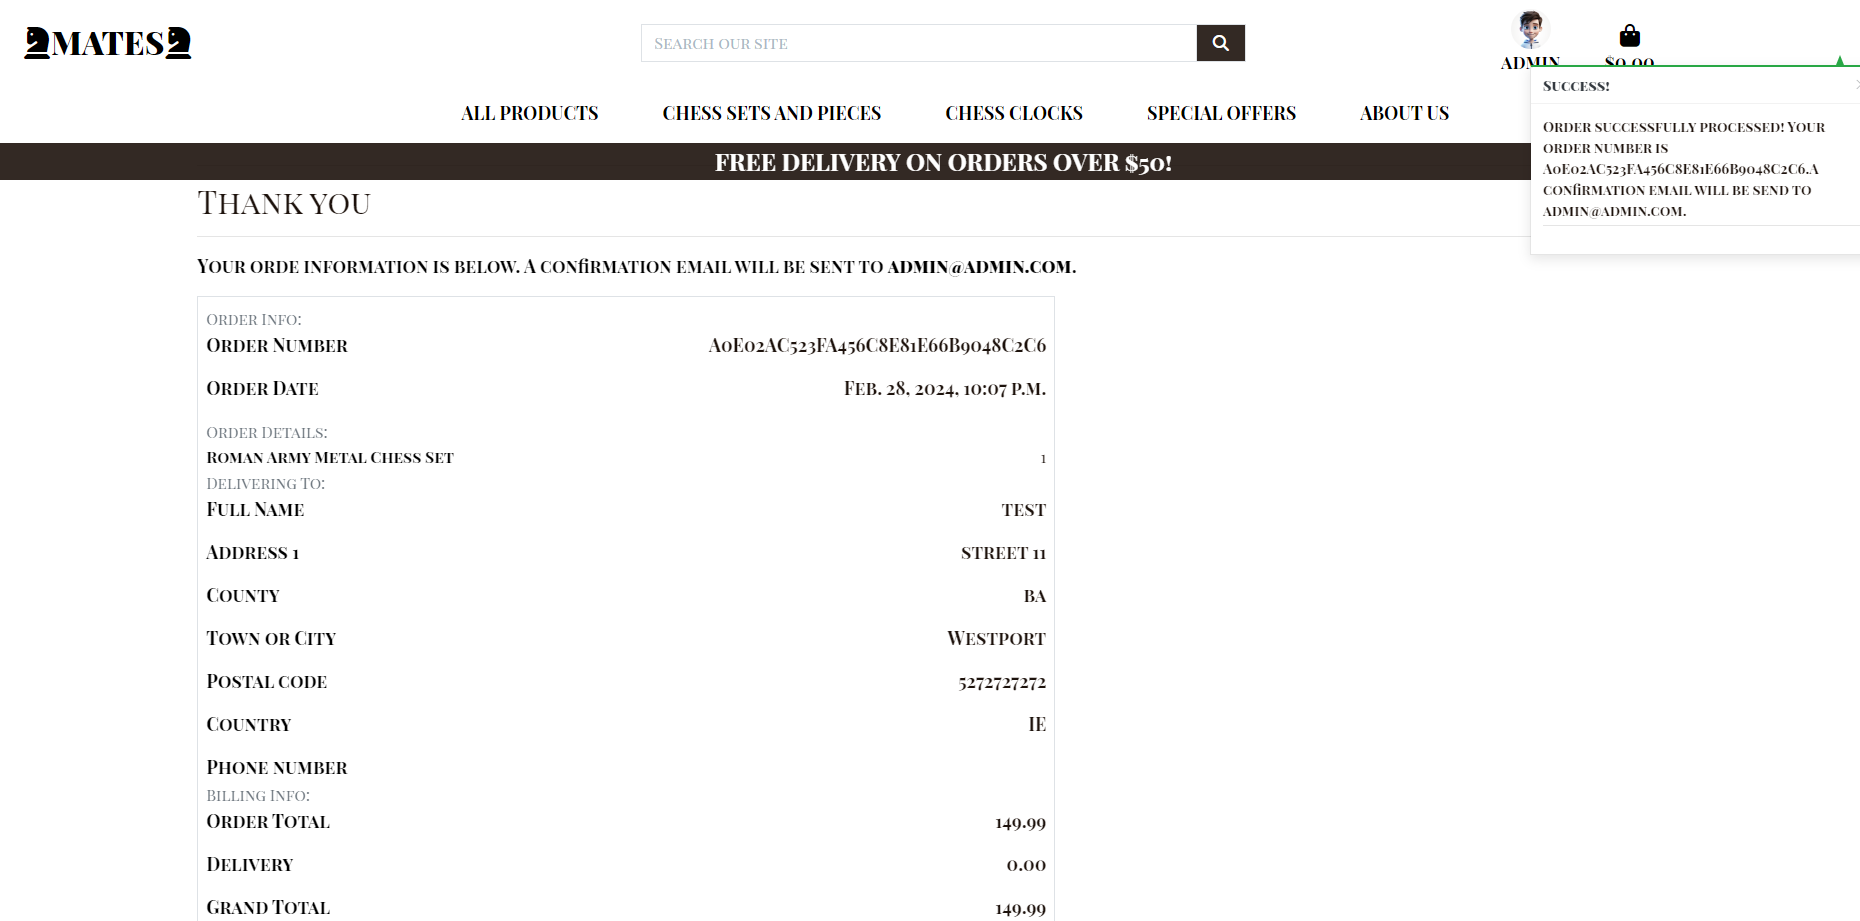 MATES
Search our site
ADMIN
$0.00
ALL PRODUCTS
CHESS SETS AND PIECES
CHESS CLOCKS
SPECIAL OFFERS
ABOUT US
FREE DELIVERY ON ORDERS OVER $50!
Success!
Order successfully processed! Your
order number is
A0E02AC523FA456C8E81E66B9048C2C6.A
confirmation email will be send to
admin@admin.com.
Thank you
Your orde information is below. A confirmation email will be sent to admin@admin.com.
Order Info:
Order Number A0E02AC523FA456C8E81E66B9048C2C6
Order Date Feb. 28, 2024, 10:07 p.m.
Order Details:
Roman Army Metal Chess Set 1
Delivering To:
Full Name test
Address 1 street 11
County ba
Town or City Westport
Postal code 5272727272
Country IE
Phone number
Billing Info:
Order Total 149.99
Delivery 0.00
Grand Total 149.99